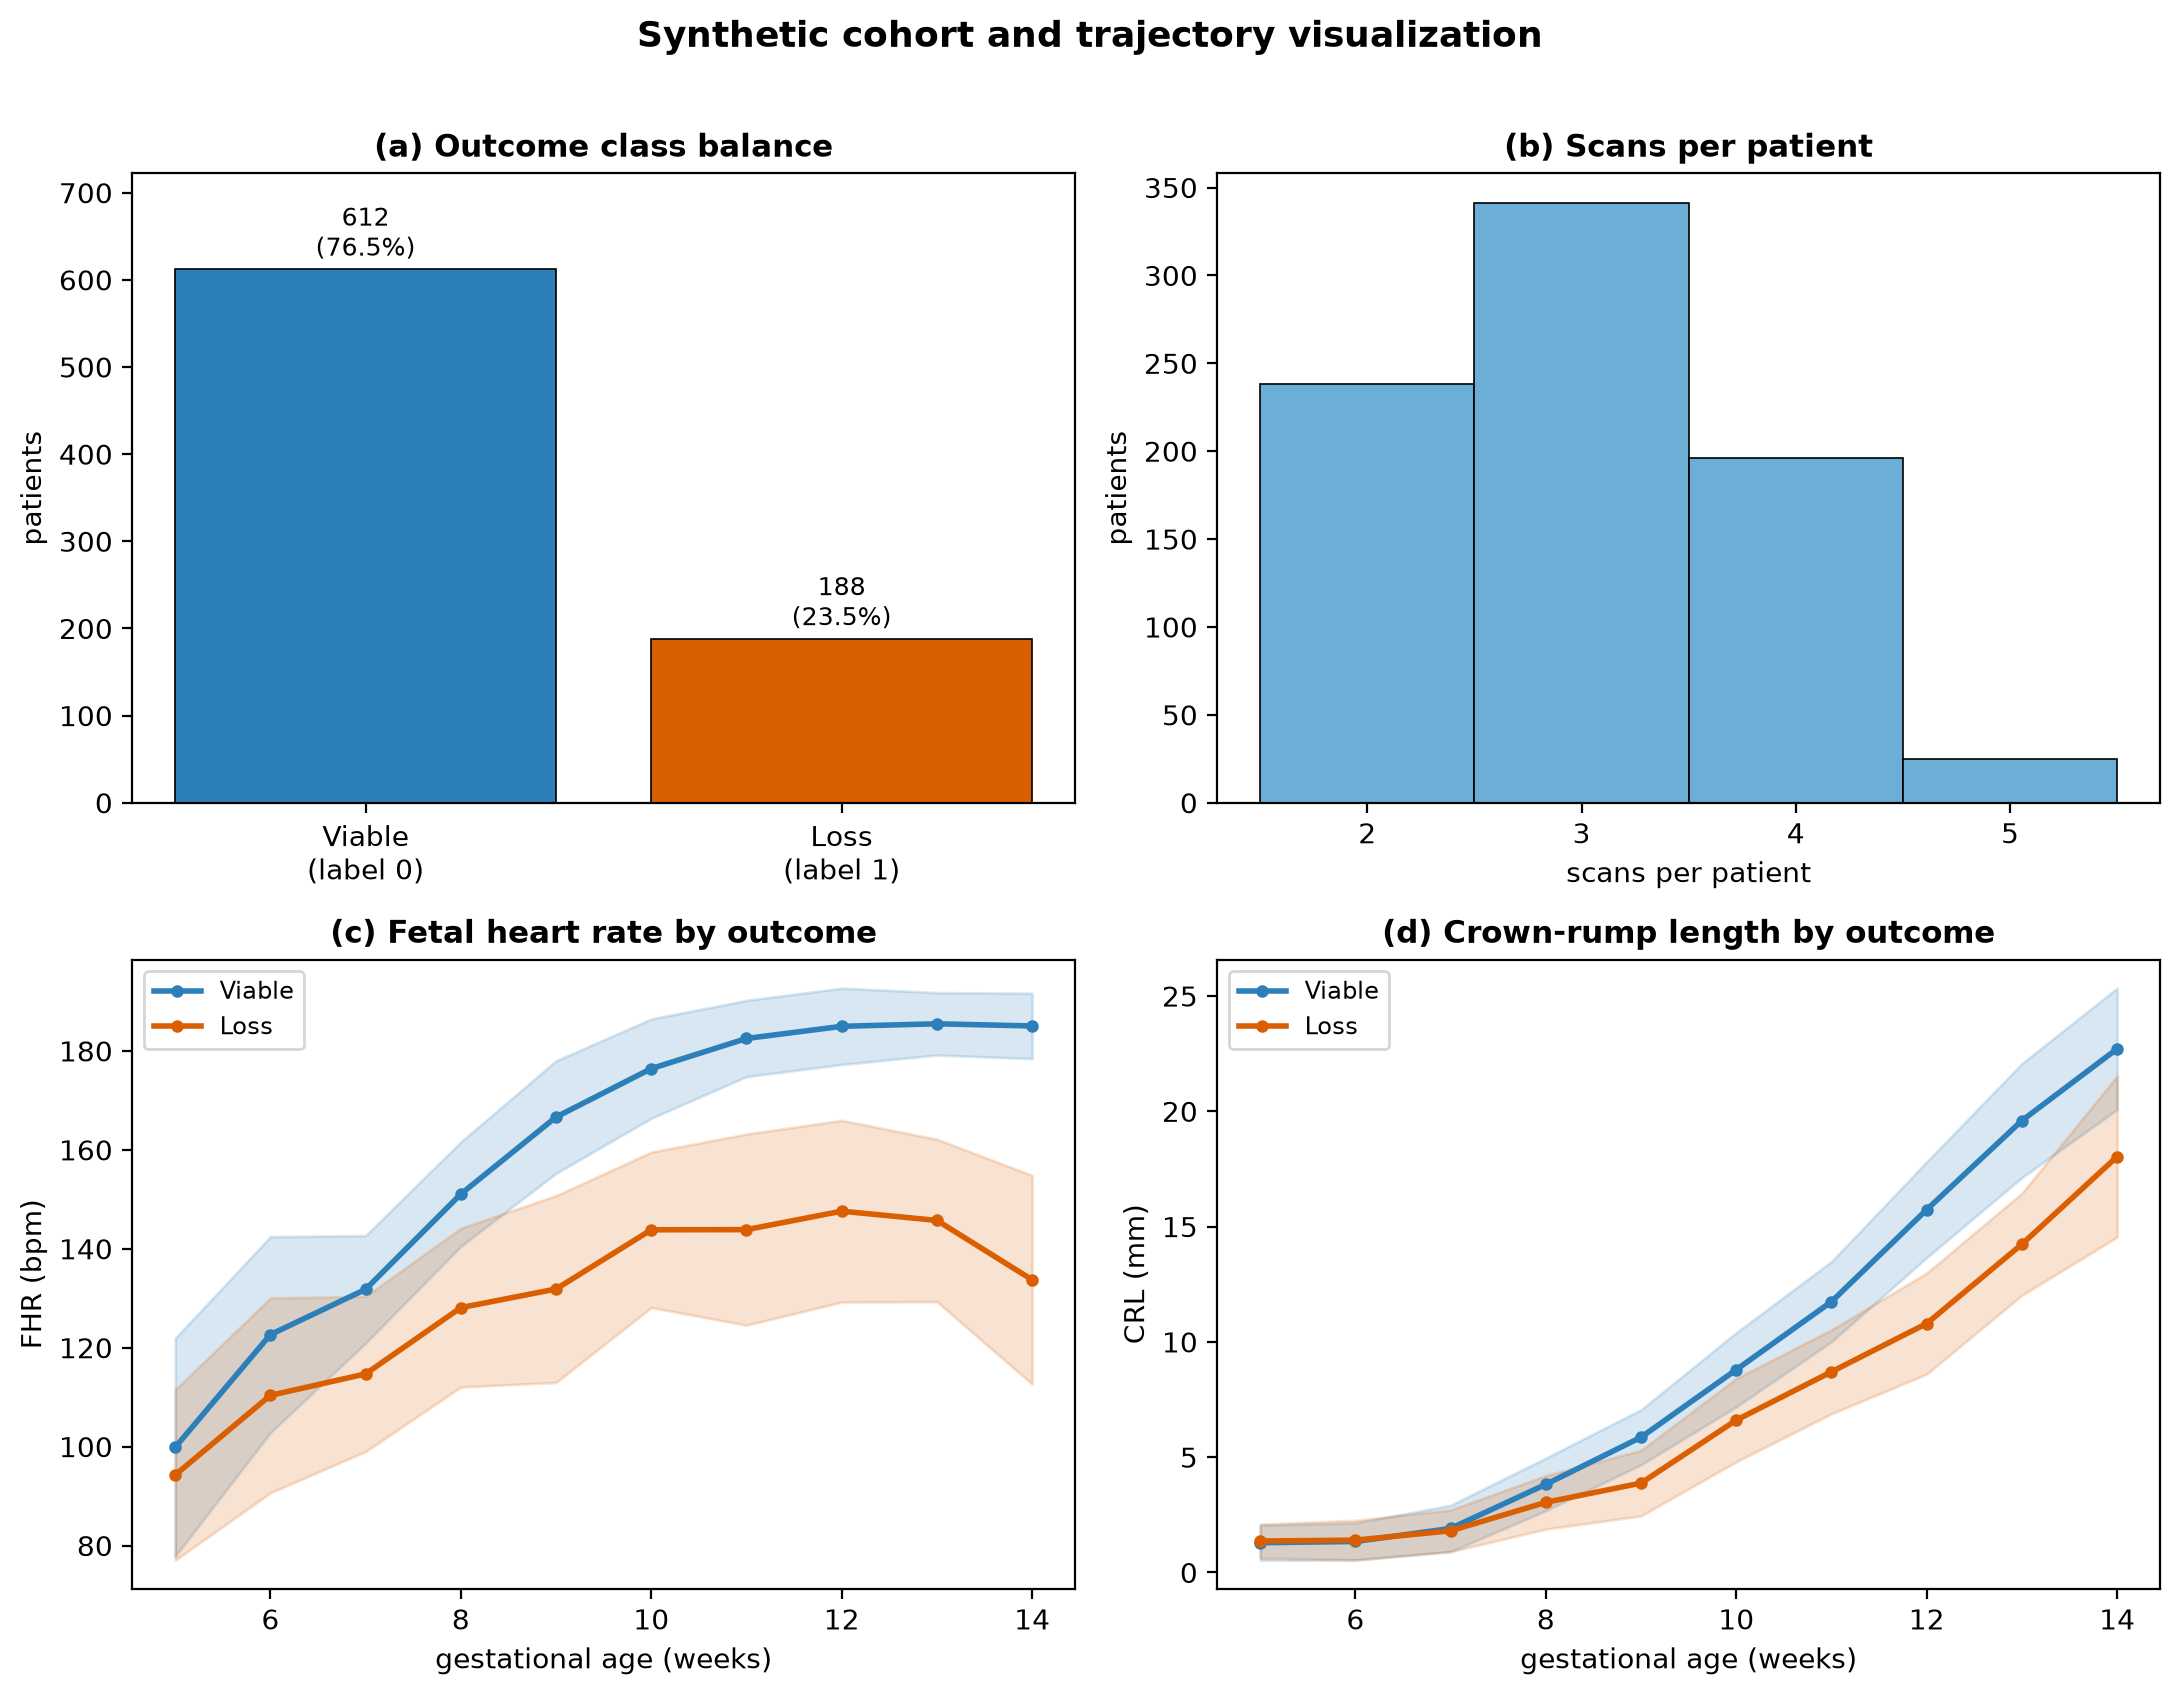 Synthetic cohort and trajectory visualization
(a) Outcome class balance
700
600
500
400
300
200
100
0
patients
612
(76.5%)
188
(23.5%)
Viable
(label 0)
Loss
(label 1)
(b) Scans per patient
350
300
250
200
150
100
50
0
patients
2 3 4 5
scans per patient
(c) Fetal heart rate by outcome
Viable
Loss
180
160
140
120
100
80
FHR (bpm)
6 8 10 12 14
gestational age (weeks)
(d) Crown-rump length by outcome
Viable
Loss
25
20
15
10
5
0
CRL (mm)
6 8 10 12 14
gestational age (weeks)